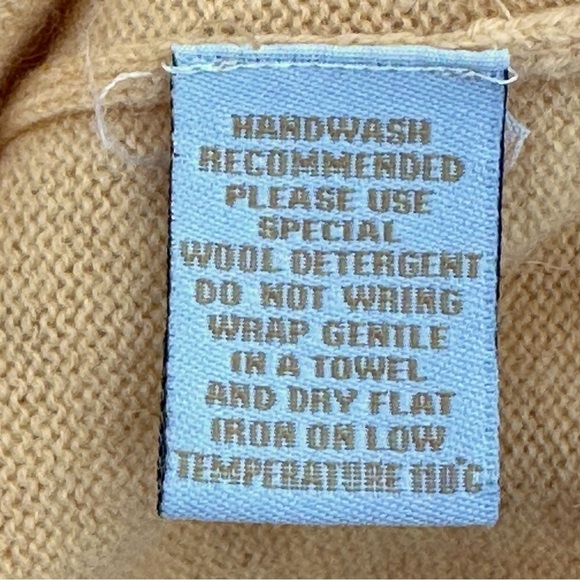 HANDWASH
RECOMMENDED
PLEASE USE
SPECIAL
WOOL DETERGENT
DO NOT WRING
WRAP GENTLE
IN A TOWEL
AND DRY FLAT
IRON ON LOW
TEMPERATURE 110°C